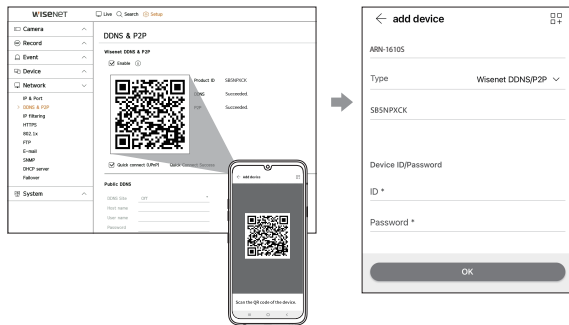 WISENET
Live Search Setup
Camera
Record
Event
Device
Network
IP & Port
DDNS & P2P
IP filtering
HTTPS
802.1x
FTP
E-mail
SNMP
DHCP server
Failover
System
DDNS & P2P
Wisenet DDNS & P2P
Enable
Product ID SB5NPXCK
DDNS Succeeded.
P2P Succeeded.
Quick connect (UPnP) Quick Connect
Public DDNS
DDNS Site Off
Host name
User name
Password
add device
Scan the QR code of the device.
add device
ARN-1610S
Type Wisenet DDNS/P2P
SB5NPXCK
Device ID/Password
ID *
Password *
OK